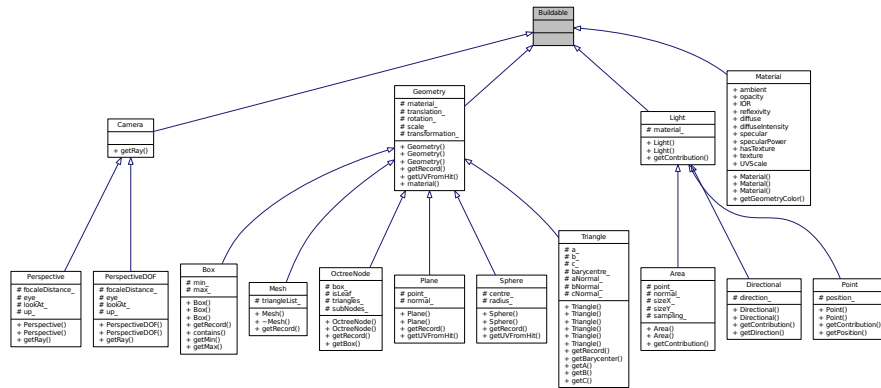 Buildable
Camera
+ getRay()
Geometry
# material_
# translation_
# rotation_
# scale_
# transformation_
+ Geometry()
+ Geometry()
+ Geometry()
+ getRecord()
+ getUVFromHit()
+ material()
Light
# material_
+ Light()
+ Light()
+ getContribution()
Material
+ ambient
+ opacity
+ IOR
+ reflexivity
+ diffuse
+ diffuseIntensity
+ specular
+ specularPower
+ hasTexture
+ texture
+ UVScale
+ Material()
+ Material()
+ Material()
+ getGeometryColor()
Perspective
# focaleDistance_
# eye_
# lookAt_
# up_
+ Perspective()
+ Perspective()
+ getRay()
PerspectiveDOF
# focaleDistance_
# eye_
# lookAt_
# up_
+ PerspectiveDOF()
+ PerspectiveDOF()
+ getRay()
Box
# min_
# max_
+ Box()
+ Box()
+ Box()
+ getRecord()
+ contains()
+ getMin()
+ getMax()
Mesh
# triangleList_
+ Mesh()
+ ~Mesh()
+ getRecord()
OctreeNode
# box_
# isLeaf_
# triangles_
# subNodes_
+ OctreeNode()
+ OctreeNode()
+ getRecord()
+ getBox()
Plane
# point_
# normal_
+ Plane()
+ Plane()
+ getRecord()
+ getUVFromHit()
Sphere
# centre_
# radius_
+ Sphere()
+ Sphere()
+ getRecord()
+ getUVFromHit()
Triangle
# a_
# b_
# c_
# barycentre_
# aNormal_
# bNormal_
# cNormal_
+ Triangle()
+ Triangle()
+ Triangle()
+ Triangle()
+ Triangle()
+ Triangle()
+ getRecord()
+ getBarycenter()
+ getA()
+ getB()
+ getC()
Area
# point_
# normal_
# sizeX_
# sizeY_
# sampling_
+ Area()
+ Area()
+ getContribution()
Directional
# direction_
+ Directional()
+ Directional()
+ getContribution()
+ getDirection()
Point
# position_
+ Point()
+ Point()
+ getContribution()
+ getPosition()